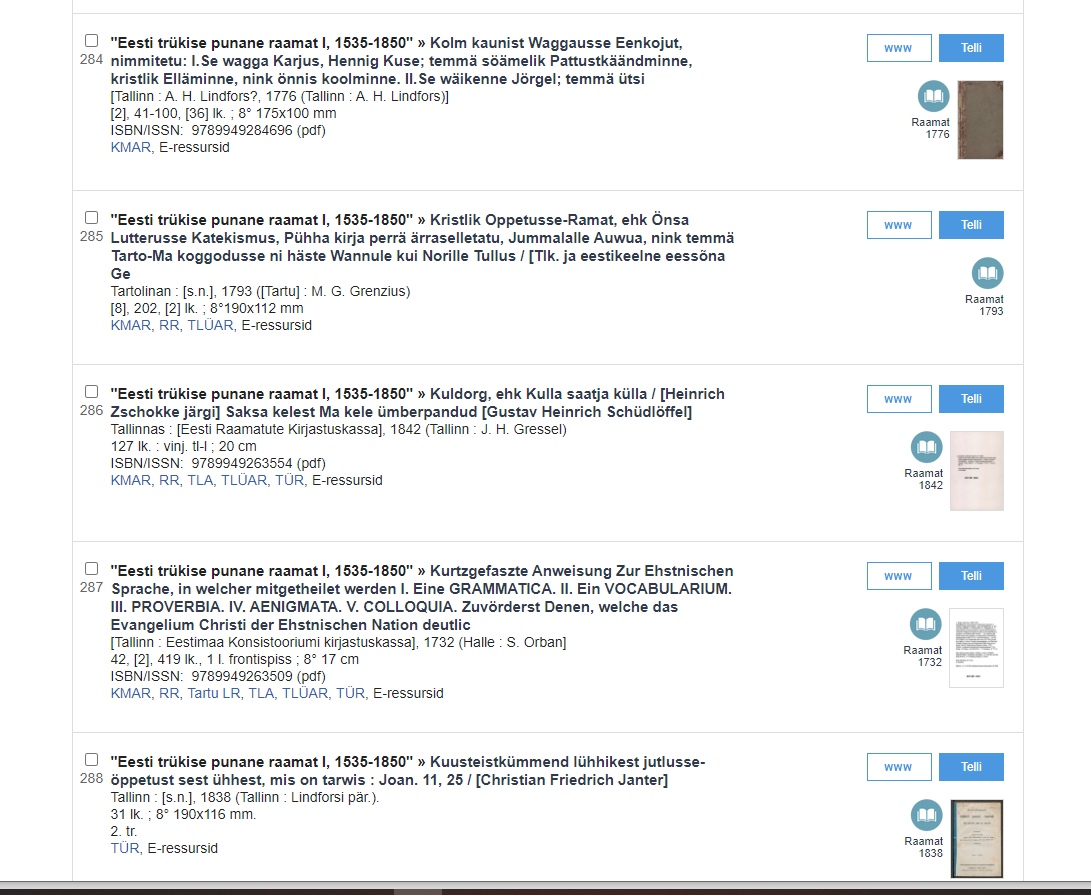 "Eesti trükise punane raamat I, 1535-1850" » Kolm kaunist Waggausse Eenkojut,
nimmitetu: I.Se wagga Karjus, Hennig Kuse; temmä söämelik Pattustkäändminne,
kristlik Elläminne, nink önnis koolminne. II.Se wäikenne Jörgel; temmä ütsi
284
[Tallinn : A. H. Lindfors?, 1776 (Tallinn : A. H. Lindfors)]
[2], 41-100, [36] lk. ; 8° 175x100 mm
ISBN/ISSN: 9789949284696 (pdf)
KMAR, E-ressursid
www
Telli
Raamat
1776
"Eesti trükise punane raamat I, 1535-1850" » Kristlik Oppetusse-Ramat, ehk Önsa
Lutterusse Katekismus, Pühha kirja perrä ärraselletatu, Jummalalle Auwua, nink temmä
Tarto-Ma koggodusse ni häste Wannule kui Norille Tullus / [Tlk. ja eestikeelne eessõna
Ge
285
Tartolinan : [s.n.], 1793 ([Tartu] : M. G. Grenzius)
[8], 202, [2] lk. ; 8°190x112 mm
KMAR, RR, TLÜAR, E-ressursid
www
Telli
Raamat
1793
"Eesti trükise punane raamat I, 1535-1850" » Kuldorg, ehk Kulla saatja külla / [Heinrich
Zschokke järgi] Saksa kelest Ma kele ümberpandud [Gustav Heinrich Schüdlöffel]
286
Tallinnas : [Eesti Raamatute Kirjastuskassa], 1842 (Tallinn : J. H. Gressel)
127 lk. : vinj. tl-l ; 20 cm
ISBN/ISSN: 9789949263554 (pdf)
KMAR, RR, TLA, TLÜAR, TÜR, E-ressursid
www
Telli
Raamat
1842
"Eesti trükise punane raamat I, 1535-1850" » Kurtzgefaszte Anweisung Zur Ehstnischen
Sprache, in welcher mitgetheilet werden I. Eine GRAMMATICA. II. Ein VOCABULARIUM.
III. PROVERBIA. IV. AENIGMATA. V. COLLOQUIA. Zuvörderst Denen, welche das
Evangelium Christi der Ehstnischen Nation deutlic
287
[Tallinn : Eestimaa Konsistooriumi kirjastuskassa], 1732 (Halle : S. Orban]
42, [2], 419 lk., 1 l. frontispiss ; 8° 17 cm
ISBN/ISSN: 9789949263509 (pdf)
KMAR, RR, Tartu LR, TLA, TLÜAR, TÜR, E-ressursid
www
Telli
Raamat
1732
"Eesti trükise punane raamat I, 1535-1850" » Kuusteistkümmend lühhikest jutlusse-
öppetust sest ühhest, mis on tarwis : Joan. 11, 25 / [Christian Friedrich Janter]
288
Tallinn : [s.n.], 1838 (Tallinn : Lindforsi pär.).
31 lk. ; 8° 190x116 mm.
2. tr.
TÜR, E-ressursid
www
Telli
Raamat
1838